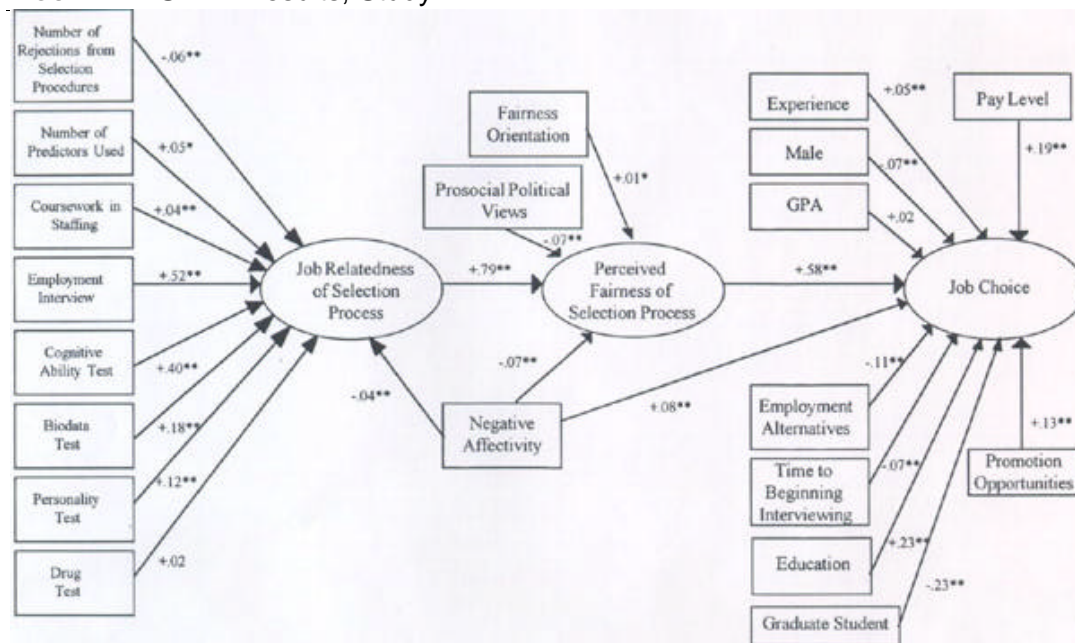 Number of
Rejections from
Selection
Procedures
-.06**
Number of
Predictors Used
+.05*
Coursework in
Staffing
+.04**
Employment
Interview
+.52**
Cognitive
Ability Test
+.40**
Biodata
Test
+.18**
Personality
Test
+.12**
Drug
Test
+.02
Job Relatedness
of Selection
Process
+.79**
Fairness
Orientation
+.01*
Prosocial Political
Views
-.07**
Perceived
Fairness of
Selection Process
+.58**
-.04**
-.07**
Negative
Affectivity
+.08**
Experience
+.05**
Male
-.07**
GPA
+.02
Pay Level
+.19**
Job Choice
-.11**
Employment
Alternatives
-.07**
Time to
Beginning
Interviewing
+.23**
Education
-.23**
Graduate Student
+.13**
Promotion
Opportunities